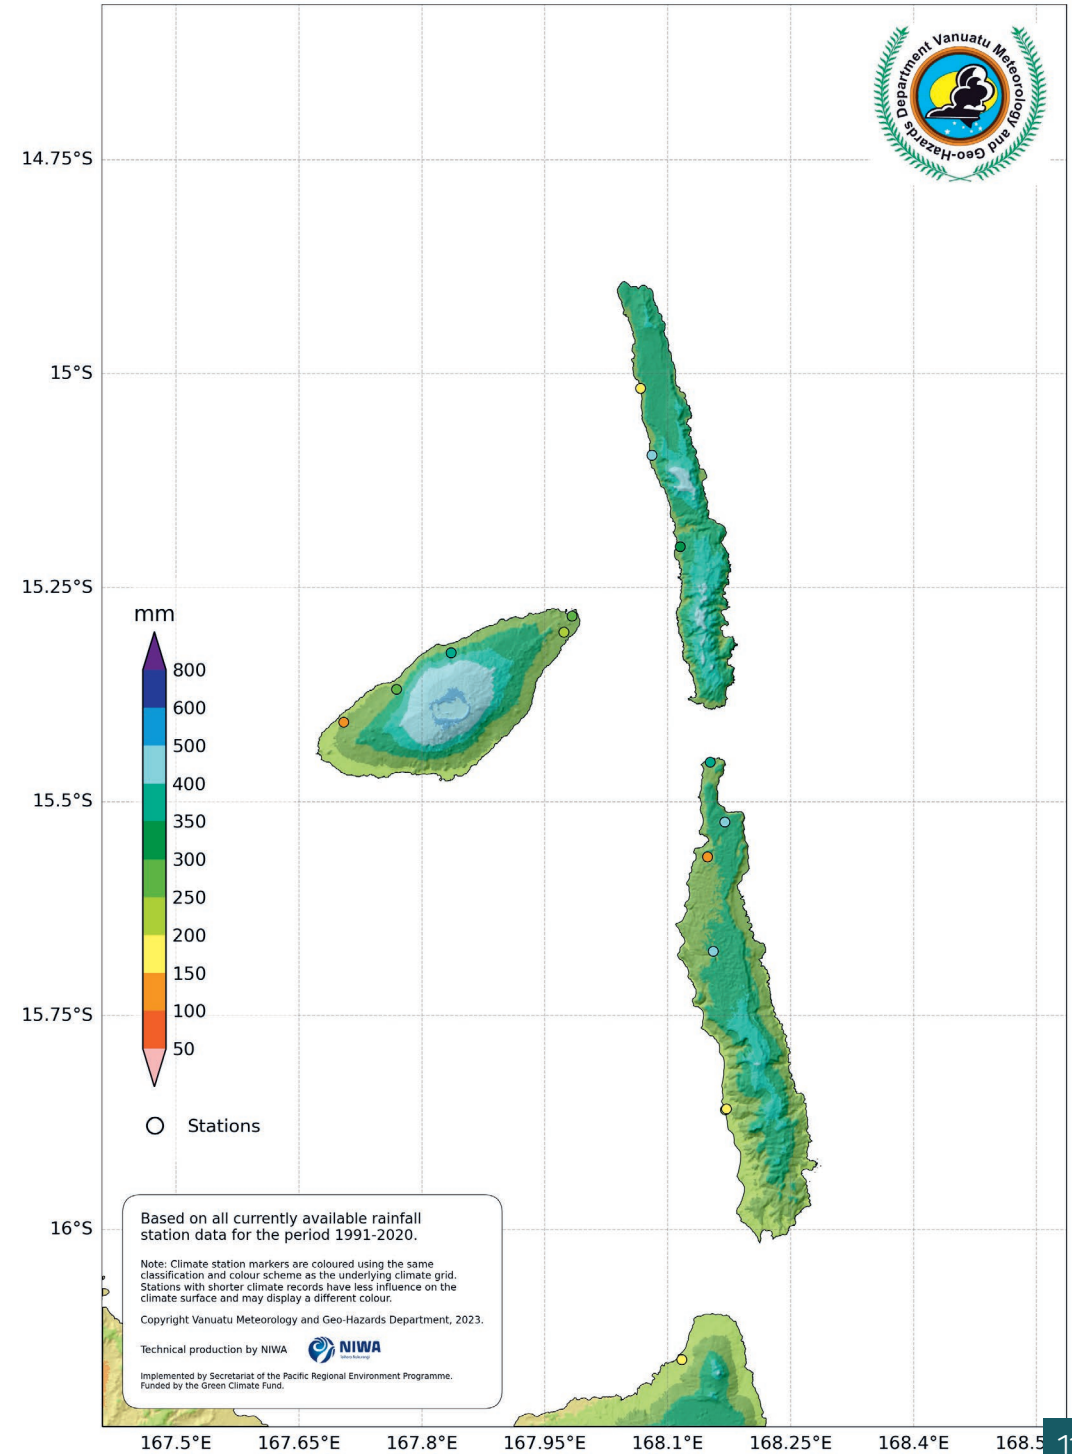 Vanuatu Meteorology and Geo-Hazards Department
14.75°S
15°S
15.25°S
15.5°S
15.75°S
16°S
mm
800
600
500
400
350
300
250
200
150
100
50
Stations
Based on all currently available rainfall
station data for the period 1991-2020.
Note: Climate station markers are coloured using the same
classification and colour scheme as the underlying climate grid.
Stations with shorter climate records have less influence on the
climate surface and may display a different colour.
Copyright Vanuatu Meteorology and Geo-Hazards Department, 2023.
Technical production by NIWA
NIWA
Implemented by Secretariat of the Pacific Regional Environment Programme.
Funded by the Green Climate Fund.
167.5°E 167.65°E 167.8°E 167.95°E 168.1°E 168.25°E 168.4°E 168.5